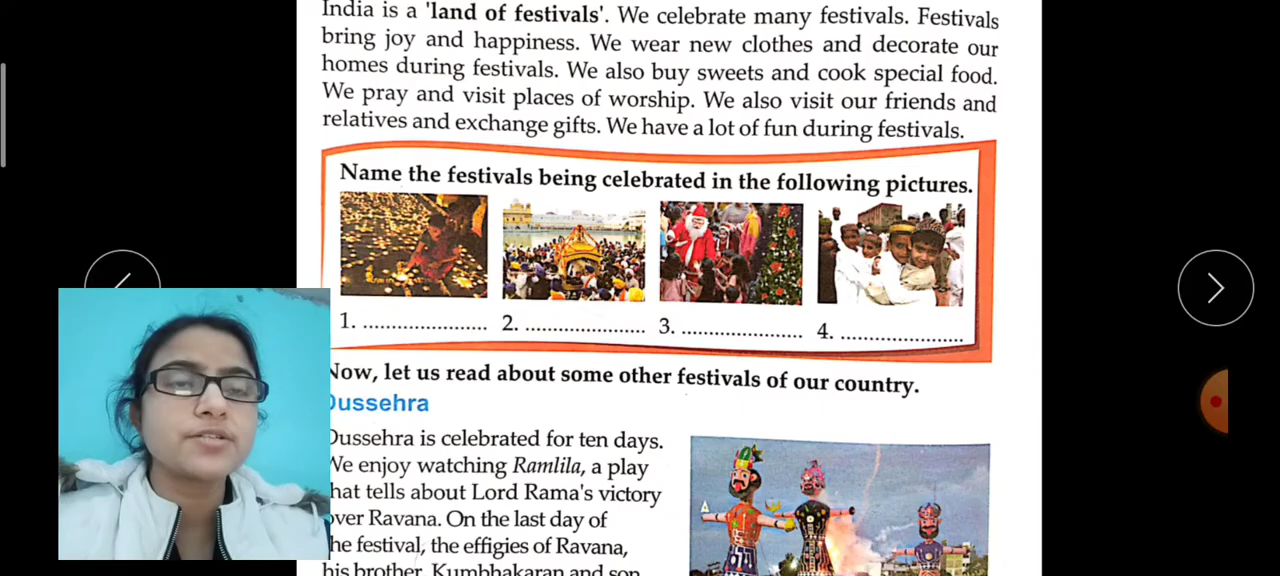 India is a 'land of festivals'. We celebrate many festivals. Festivals
bring joy and happiness. We wear new clothes and decorate our
homes during festivals. We also buy sweets and cook special food.
We pray and visit places of worship. We also visit our friends and
relatives and exchange gifts. We have a lot of fun during festivals.
Name the festivals being celebrated in the following pictures.
1. ........................
2. .......................
3. .......................
4. .......................
Now, let us read about some other festivals of our country.
Dussehra
Dussehra is celebrated for ten days.
We enjoy watching Ramlila, a play
that tells about Lord Rama's victory
over Ravana. On the last day of
the festival, the effigies of Ravana,
his brother, Kumbhakaran and son